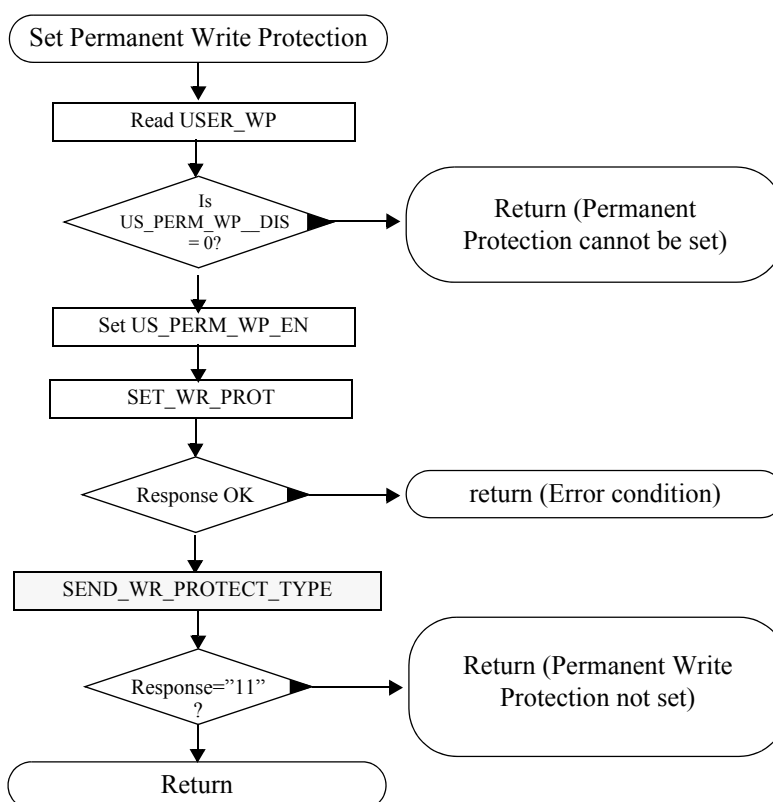 Set Permanent Write Protection
Read USER_WP
Is
US_PERM_WP__DIS
= 0?
Return (Permanent
Protection cannot be set)
Set US_PERM_WP_EN
SET_WR_PROT
Response OK
return (Error condition)
SEND_WR_PROTECT_TYPE
Response=”11”
?
Return (Permanent Write
Protection not set)
Return